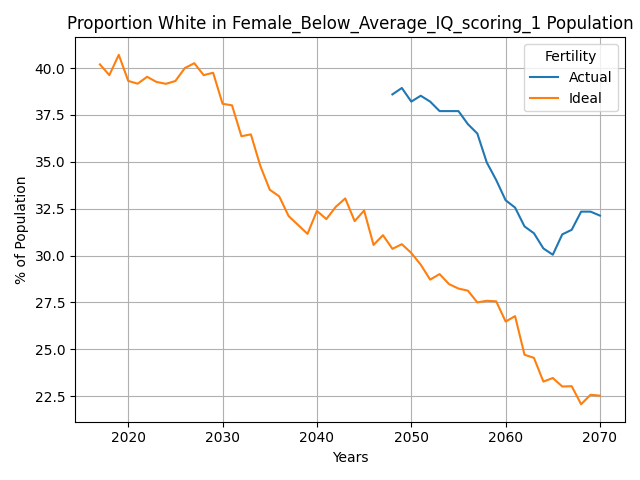 Proportion White in Female_Below_Average_IQ_scoring_1 Population
Fertility
Actual
Ideal
% of Population
40.0
37.5
35.0
32.5
30.0
27.5
25.0
22.5
2020 2030 2040 2050 2060 2070
Years